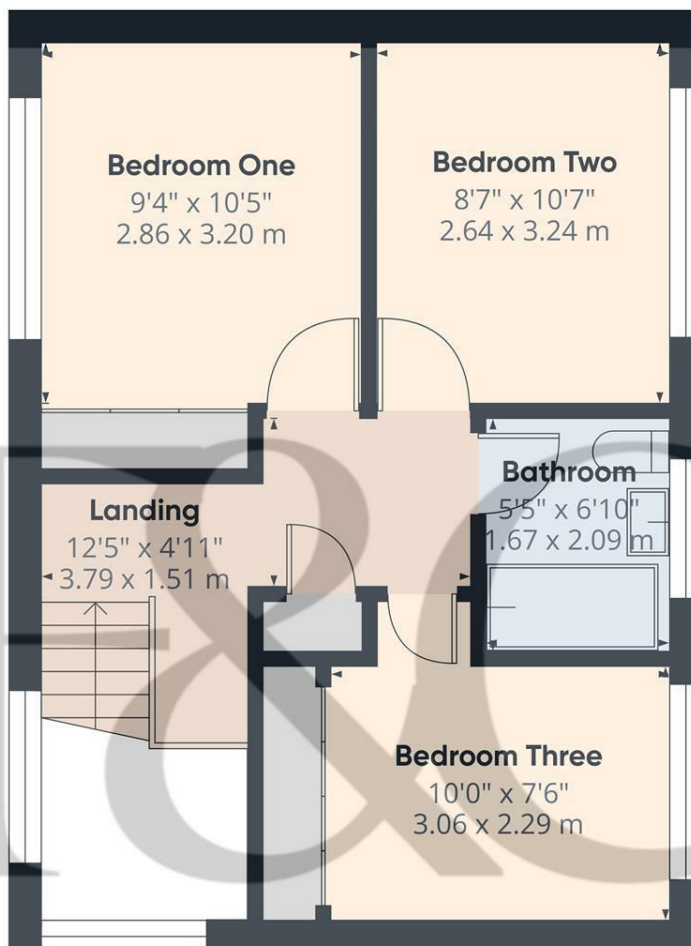 Bedroom One
9'4" x 10'5"
2.86 x 3.20 m
Bedroom Two
8'7" x 10'7"
2.64 x 3.24 m
Bathroom
5'5" x 6'10"
1.67 x 2.09 m
Landing
12'5" x 4'11"
3.79 x 1.51 m
Bedroom Three
10'0" x 7'6"
3.06 x 2.29 m